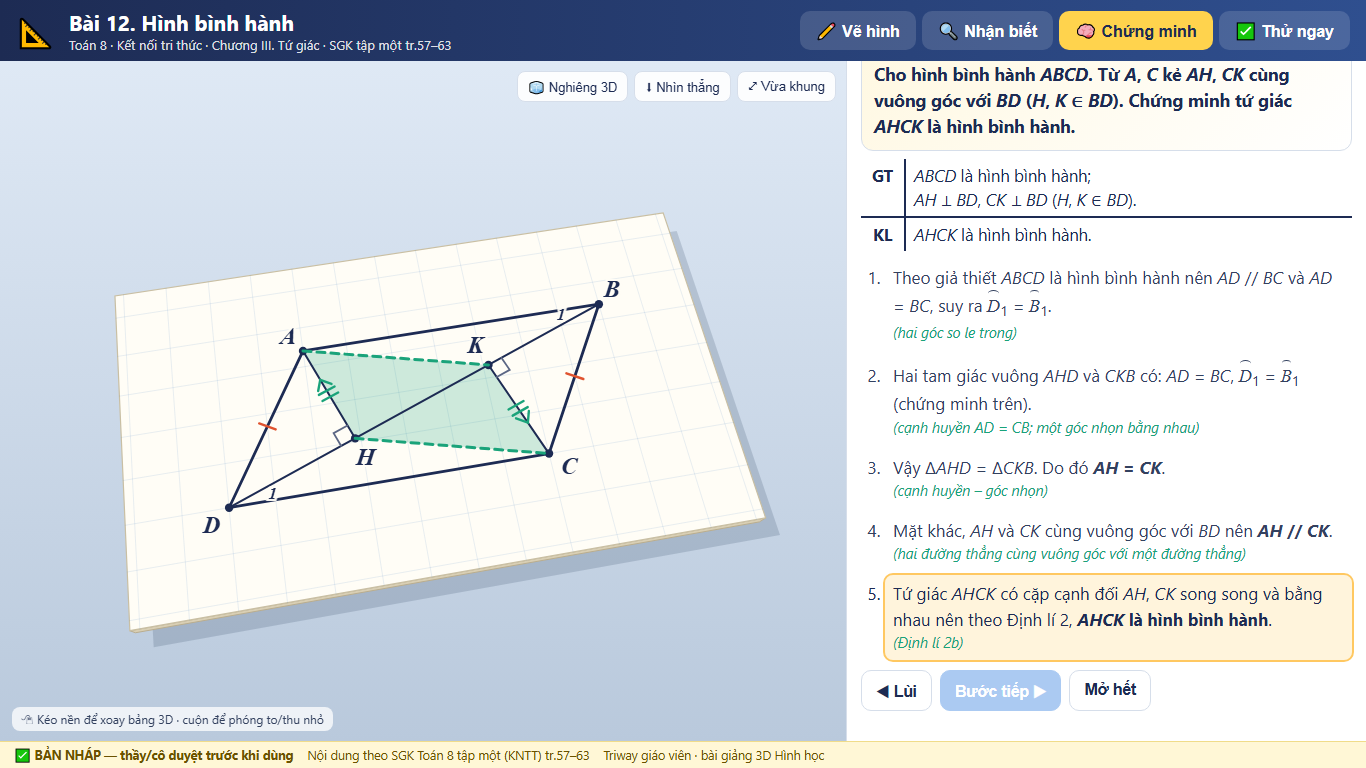 Bài 12. Hình bình hành
Toán 8 · Kết nối tri thức · Chương III. Tứ giác · SGK tập một tr.57–63
Vẽ hình
Nhận biết
Chứng minh
Thử ngay
Nghiêng 3D
⬇ Nhìn thẳng
⤢ Vừa khung
A
B
K
H
C
D
1
1
Kéo nền để xoay bảng 3D · cuộn để phóng to/thu nhỏ
Cho hình bình hành ABCD. Từ A, C kẻ AH, CK cùng
vuông góc với BD (H, K ∈ BD). Chứng minh tứ giác
AHCK là hình bình hành.
GT
ABCD là hình bình hành;
AH ⊥ BD, CK ⊥ BD (H, K ∈ BD).
KL
AHCK là hình bình hành.
1. Theo giả thiết ABCD là hình bình hành nên AD // BC và AD
= BC, suy ra D̂₁ = B̂₁.
(hai góc so le trong)
2. Hai tam giác vuông AHD và CKB có: AD = BC, D̂₁ = B̂₁
(chứng minh trên).
(cạnh huyền AD = CB; một góc nhọn bằng nhau)
3. Vậy ΔAHD = ΔCKB. Do đó AH = CK.
(cạnh huyền – góc nhọn)
4. Mặt khác, AH và CK cùng vuông góc với BD nên AH // CK.
(hai đường thẳng cùng vuông góc với một đường thẳng)
5. Tứ giác AHCK có cặp cạnh đối AH, CK song song và bằng
nhau nên theo Định lí 2, AHCK là hình bình hành.
(Định lí 2b)
◀ Lùi
Bước tiếp ▶
Mở hết
✅ BẢN NHÁP — thầy/cô duyệt trước khi dùng
Nội dung theo SGK Toán 8 tập một (KNTT) tr.57–63
Triway giáo viên · bài giảng 3D Hình học